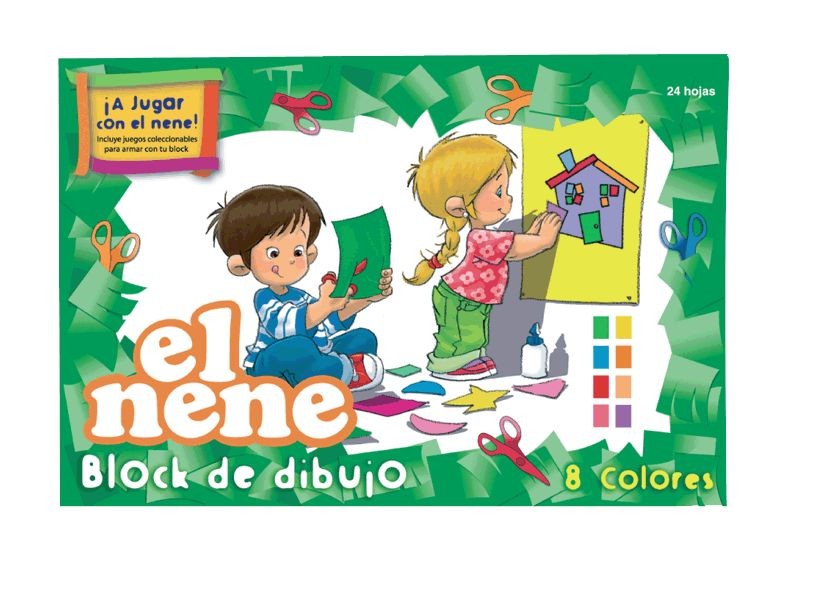 ¡A Jugar
con el nene!
Incluye juegos coleccionables
para armar con tu block
24 hojas
el
nene
Block de dibujo
8 Colores